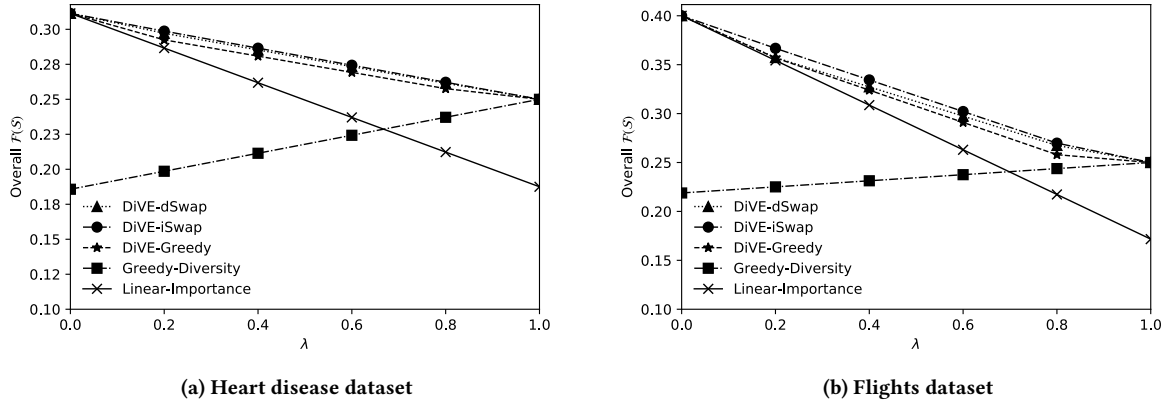 0.30
0.28
0.25
0.23
0.20
0.18
0.15
0.12
0.10
Overall F(S)
DiVE-dSwap
DiVE-iSwap
DiVE-Greedy
Greedy-Diversity
Linear-Importance
0.0 0.2 0.4 0.6 0.8 1.0
λ
(a) Heart disease dataset
0.40
0.35
0.30
0.25
0.20
0.15
0.10
Overall F(S)
DiVE-dSwap
DiVE-iSwap
DiVE-Greedy
Greedy-Diversity
Linear-Importance
0.0 0.2 0.4 0.6 0.8 1.0
λ
(b) Flights dataset